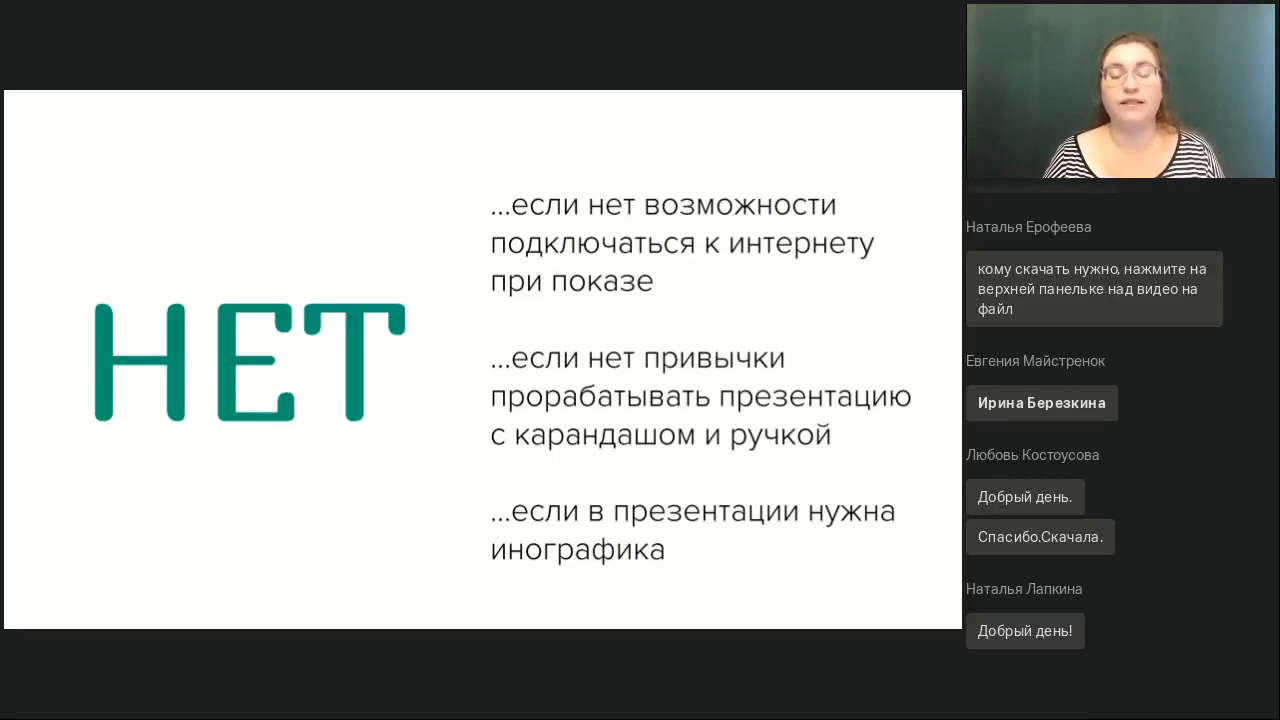 НЕТ
...если нет возможности
подключаться к интернету
при показе
...если нет привычки
прорабатывать презентацию
с карандашом и ручкой
...если в презентации нужна
инографика
Наталья Ерофеева
кому скачать нужно, нажмите на
верхней панельке над видео на
файл
Евгения Майстренок
Ирина Березкина
Любовь Костоусова
Добрый день.
Спасибо.Скачала.
Наталья Лапкина
Добрый день!